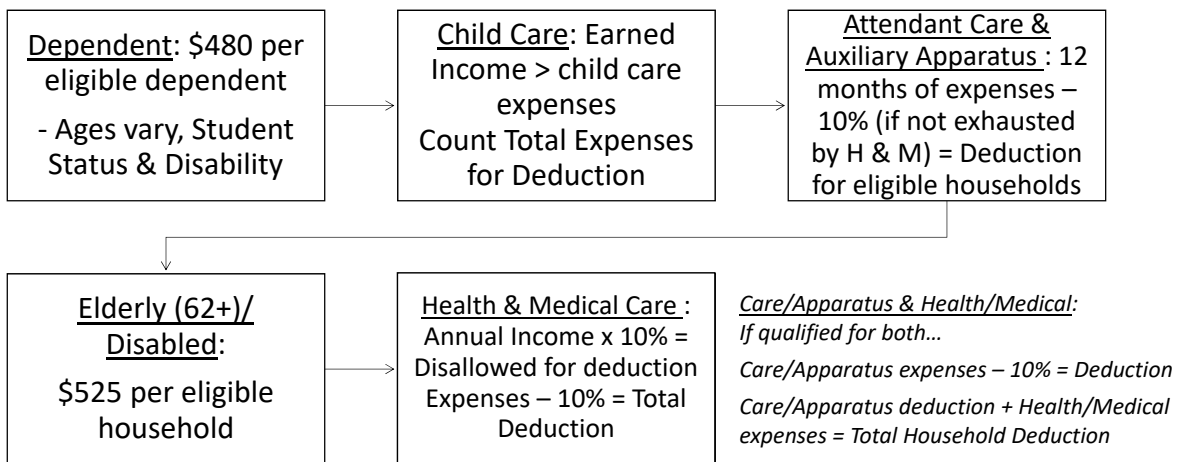 Dependent: $480 per
eligible dependent
- Ages vary, Student
Status & Disability
Child Care: Earned
Income > child care
expenses
Count Total Expenses
for Deduction
Attendant Care &
Auxiliary Apparatus : 12
months of expenses –
10% (if not exhausted
by H & M) = Deduction
for eligible households
Elderly (62+)/
Disabled:
$525 per eligible
household
Health & Medical Care :
Annual Income x 10% =
Disallowed for deduction
Expenses – 10% = Total
Deduction
Care/Apparatus & Health/Medical:
If qualified for both…
Care/Apparatus expenses – 10% = Deduction
Care/Apparatus deduction + Health/Medical
expenses = Total Household Deduction